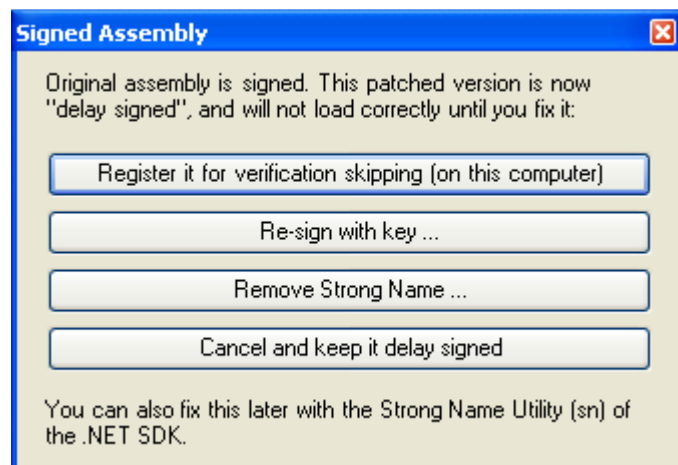 Signed Assembly
Original assembly is signed. This patched version is now
"delay signed", and will not load correctly until you fix it:
Register it for verification skipping (on this computer)
Re-sign with key ...
Remove Strong Name ...
Cancel and keep it delay signed
You can also fix this later with the Strong Name Utility (sn) of
the .NET SDK.